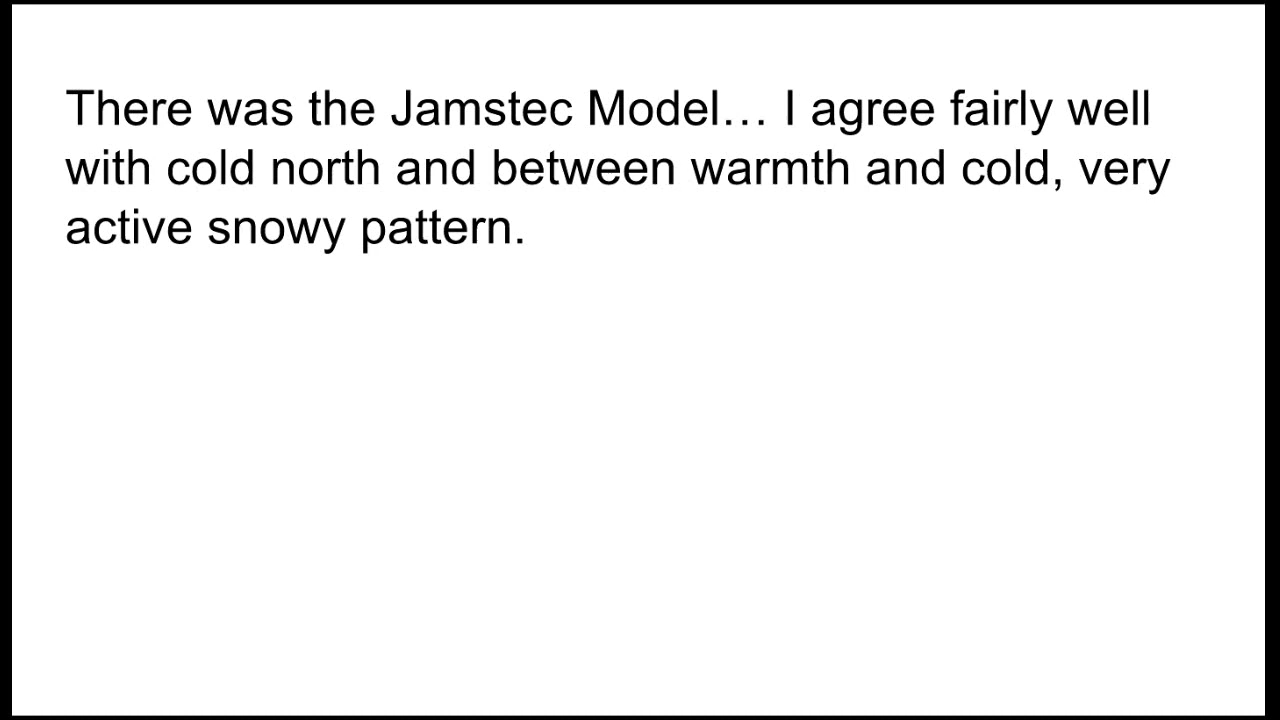 There was the Jamstec Model… I agree fairly well
with cold north and between warmth and cold, very
active snowy pattern.